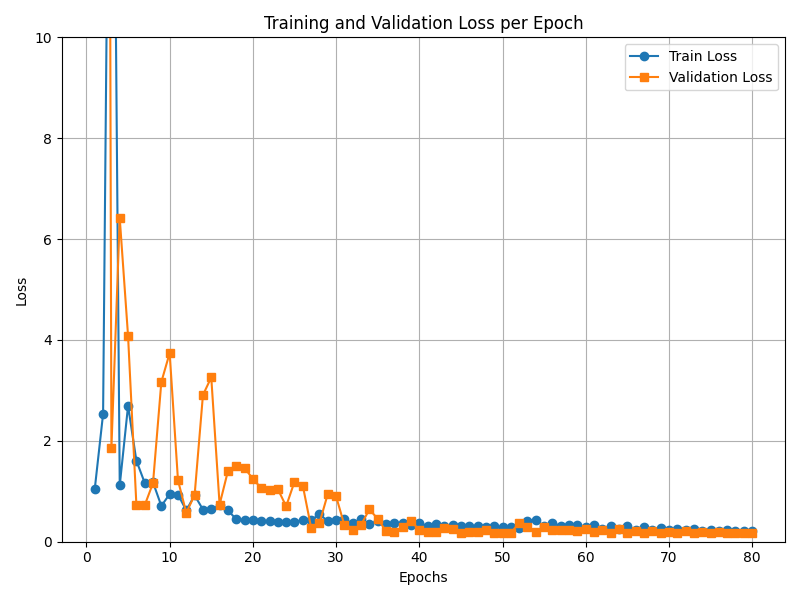 Training and Validation Loss per Epoch
10
8
6
4
2
0
Loss
Train Loss
Validation Loss
0 10 20 30 40 50 60 70 80
Epochs